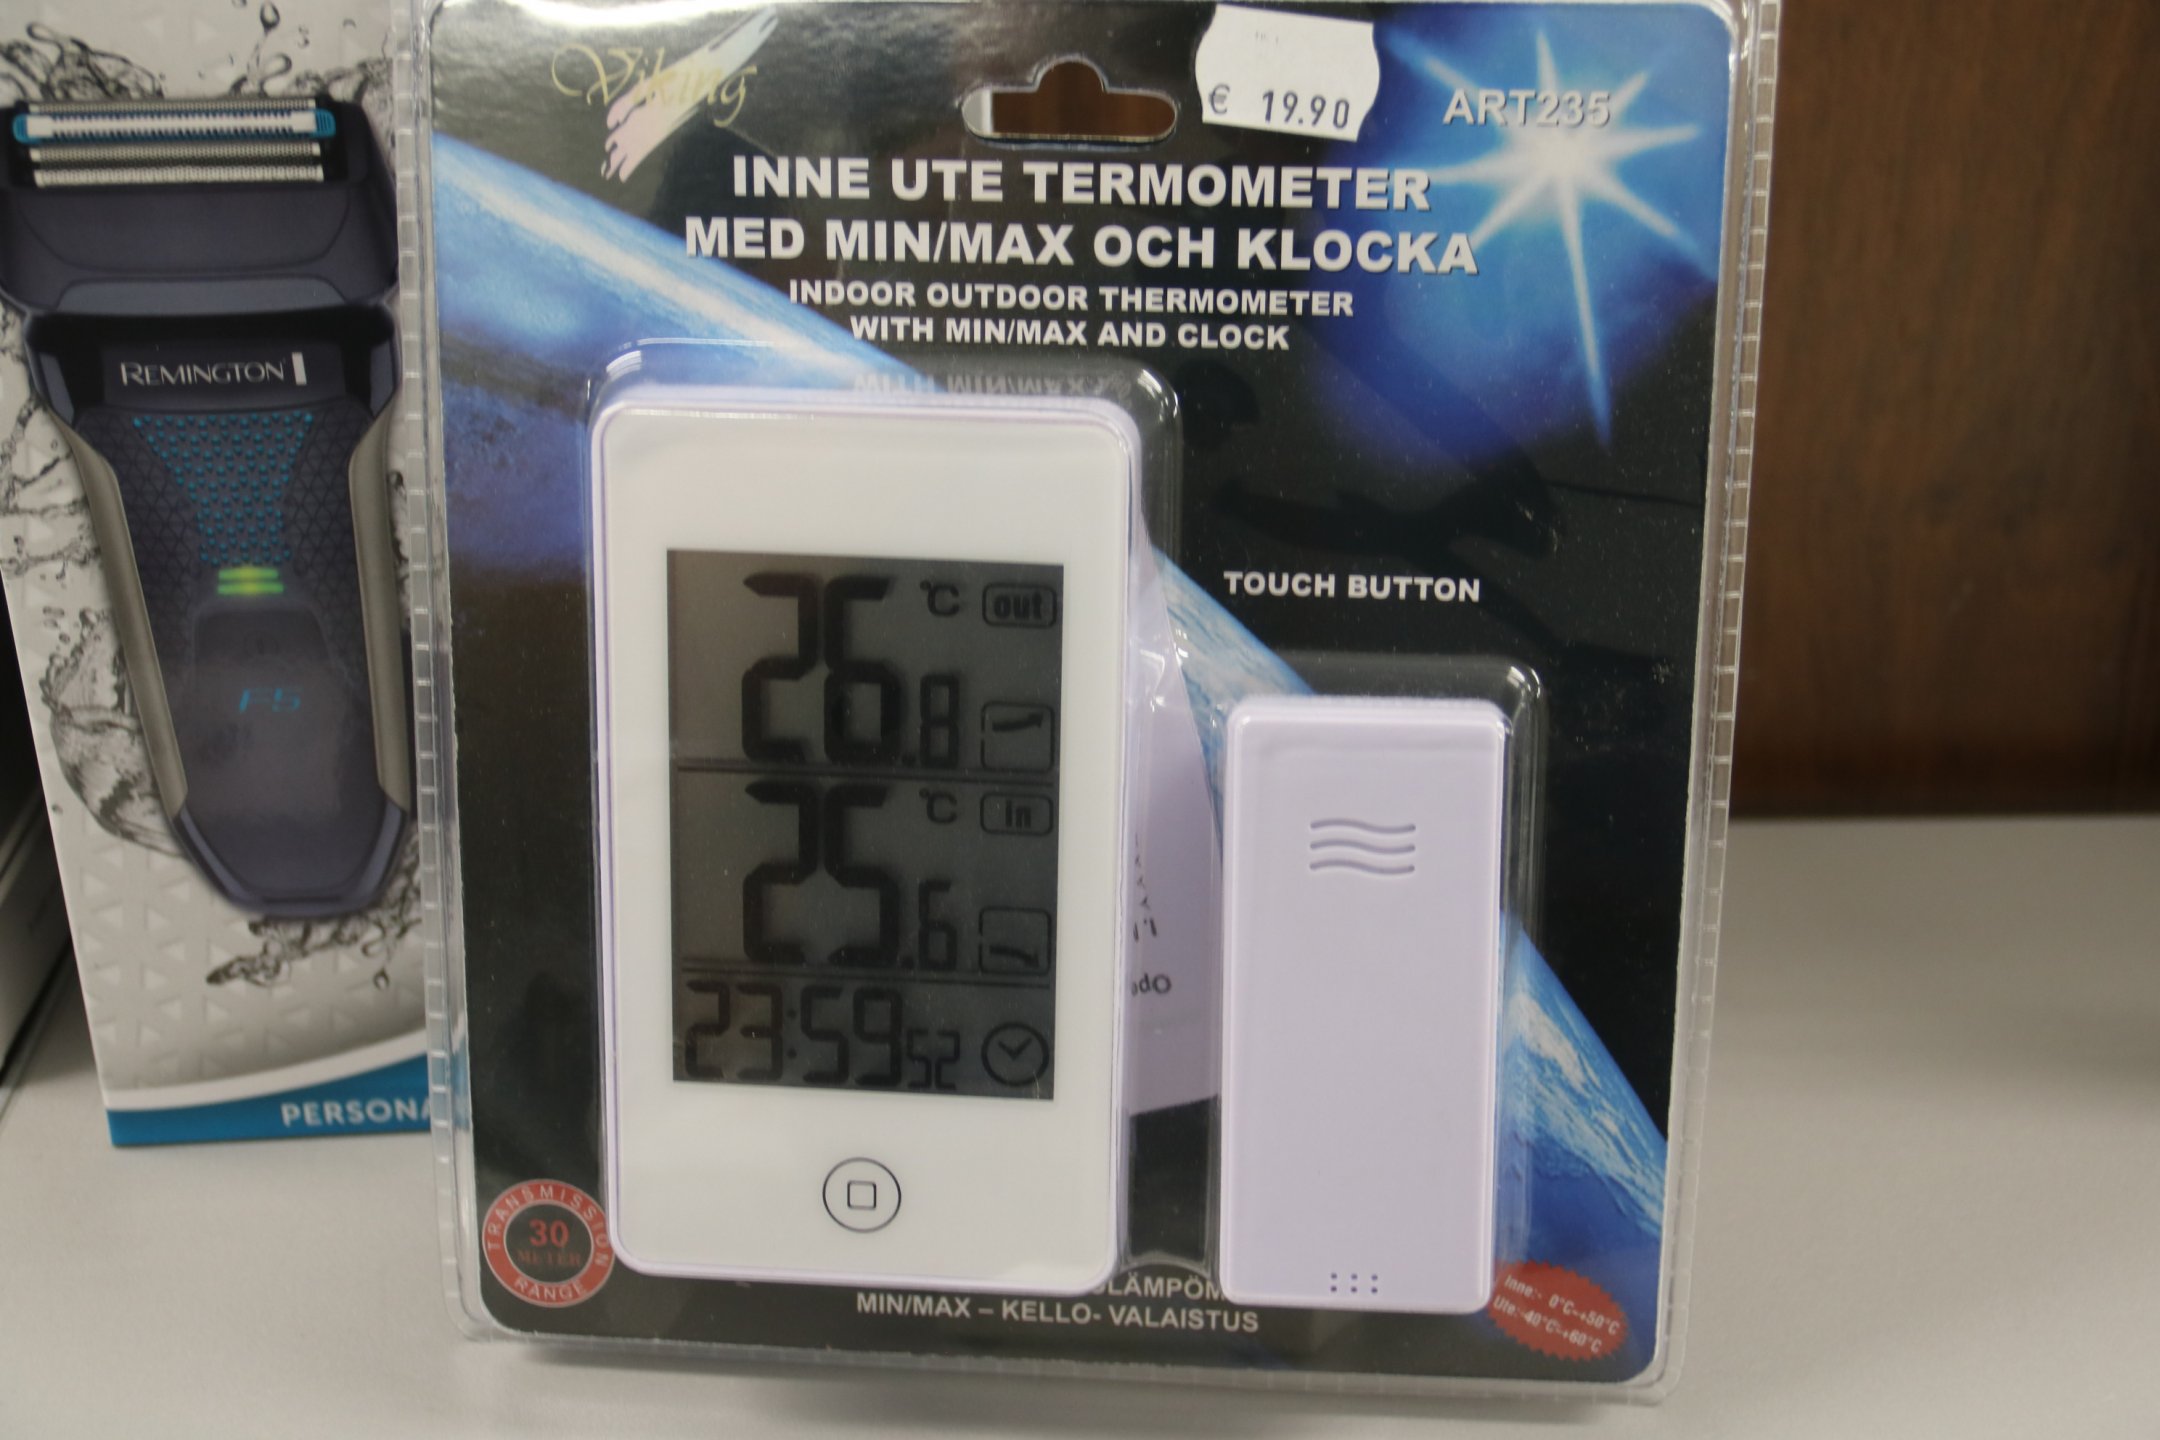 Viking
€ 19.90
ART235
INNE UTE TERMOMETER
MED MIN/MAX OCH KLOCKA
INDOOR OUTDOOR THERMOMETER
WITH MIN/MAX AND CLOCK
REMINGTON
F5
PERSONA
TOUCH BUTTON
26.8 °C out
25.6 °C in
23:59 52
TRANSMISSION
30
METER
RANGE
LÄMPÖM
MIN/MAX – KELLO- VALAISTUS
Inne:- 0°C~+50°C
Ute:-40°C~+60°C